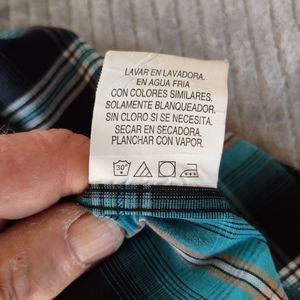 LAVAR EN LAVADORA.
EN AGUA FRIA
CON COLORES SIMILARES.
SOLAMENTE BLANQUEADOR.
SIN CLORO SI SE NECESITA.
SECAR EN SECADORA.
PLANCHAR CON VAPOR.
30°